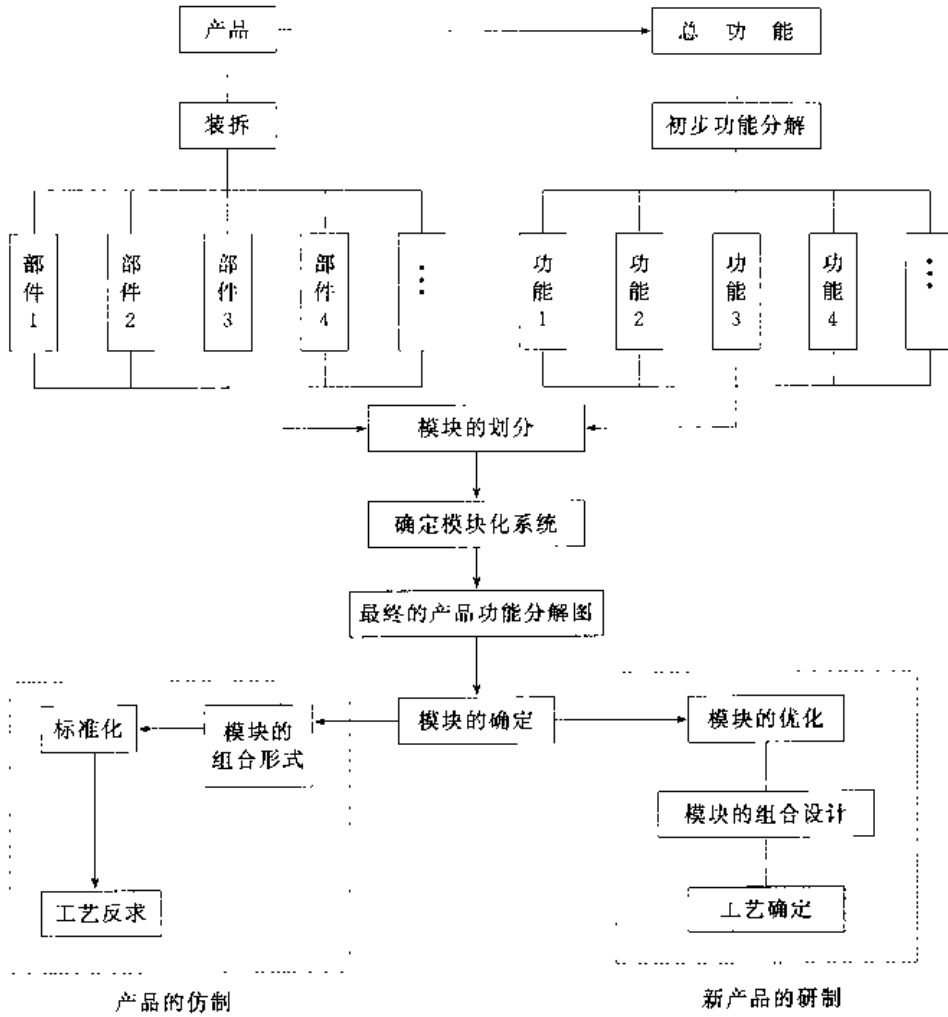 产品
总功能
装拆
初步功能分解
部件1
部件2
部件3
部件4
⋮
功能1
功能2
功能3
功能4
⋮
模块的划分
确定模块化系统
最终的产品功能分解图
模块的确定
标准化
模块的
组合形式
模块的优化
模块的组合设计
工艺反求
工艺确定
产品的仿制
新产品的研制